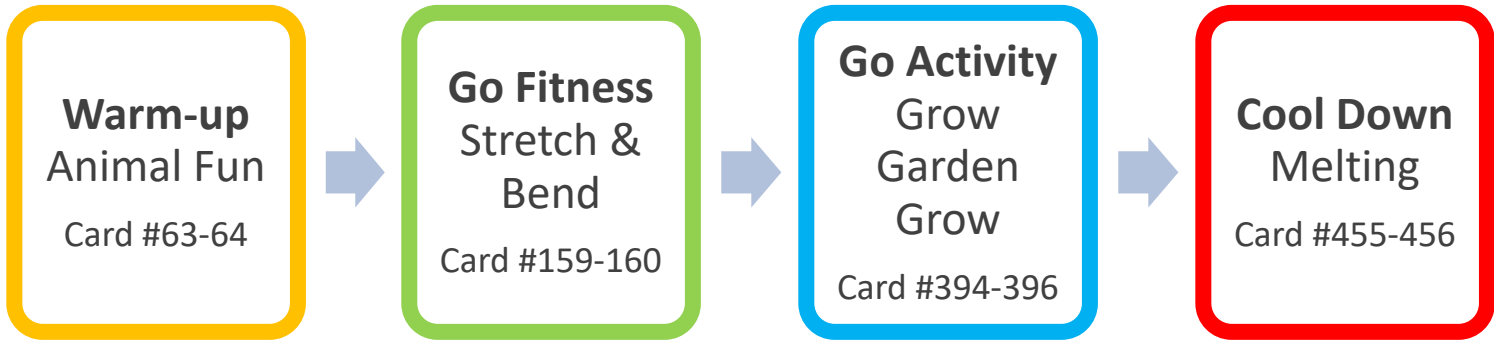 Warm-up
Animal Fun
Card #63-64
Go Fitness
Stretch &
Bend
Card #159-160
Go Activity
Grow
Garden
Grow
Card #394-396
Cool Down
Melting
Card #455-456